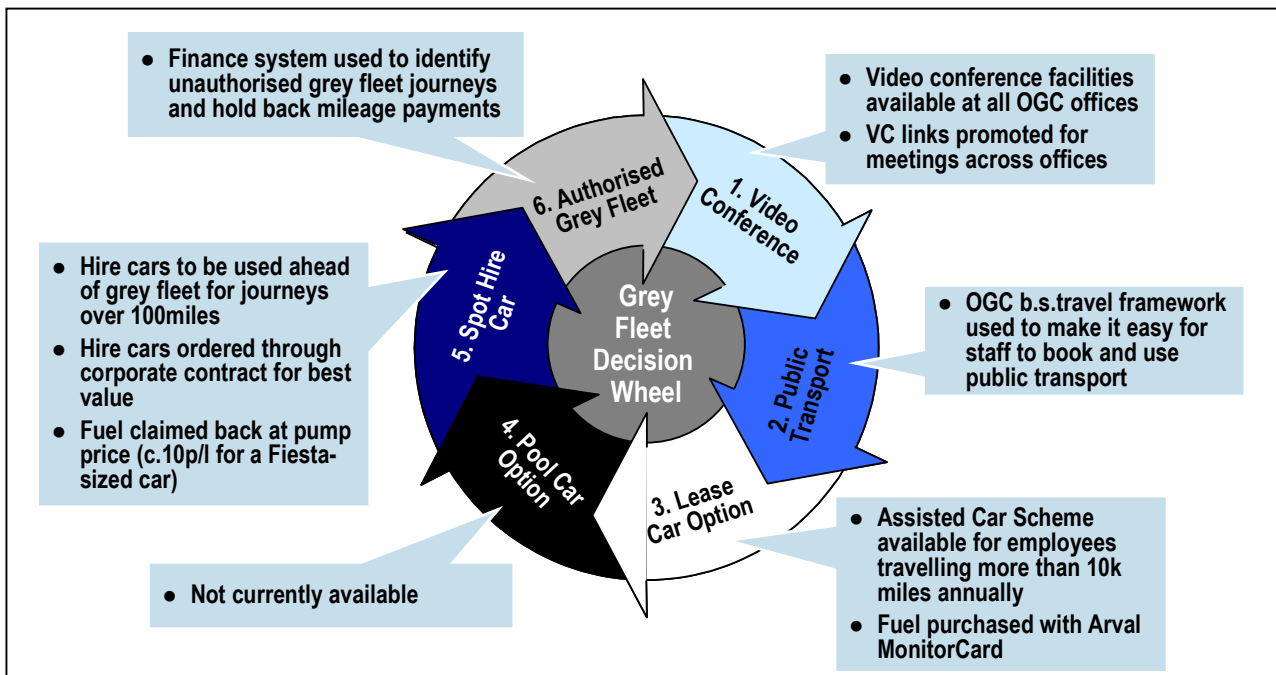 ● Finance system used to identify
unauthorised grey fleet journeys
and hold back mileage payments
● Video conference facilities
available at all OGC offices
● VC links promoted for
meetings across offices
6. Authorised
Grey Fleet
1. Video
Conference
● Hire cars to be used ahead
of grey fleet for journeys
over 100miles
● Hire cars ordered through
corporate contract for best
value
● Fuel claimed back at pump
price (c.10p/l for a Fiesta-
sized car)
5. Spot Hire
Car
Grey
Fleet
Decision
Wheel
2. Public
Transport
● OGC b.s.travel framework
used to make it easy for
staff to book and use
public transport
4. Pool Car
Option
3. Lease
Car Option
● Not currently available
● Assisted Car Scheme
available for employees
travelling more than 10k
miles annually
● Fuel purchased with Arval
MonitorCard